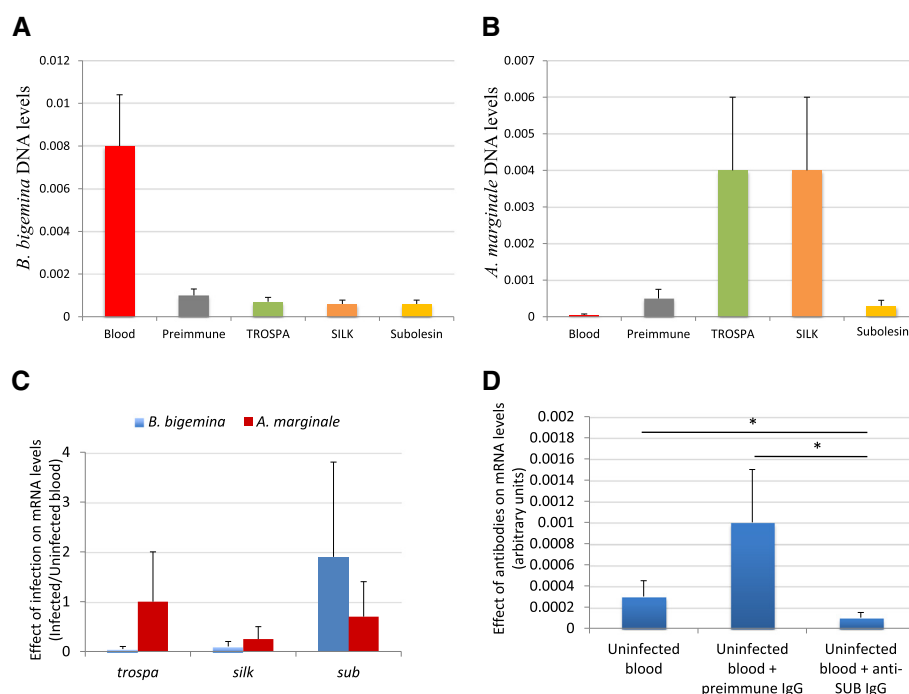 A
B. bigemina DNA levels
0.012
0.01
0.008
0.006
0.004
0.002
0
Blood Preimmune TROSPA SILK Subolesin
B
A. marginale DNA levels
0.007
0.006
0.005
0.004
0.003
0.002
0.001
0
Blood Preimmune TROSPA SILK Subolesin
C
B. bigemina A. marginale
Effect of infection on mRNA levels
(Infected/Uninfected blood)
4
3
2
1
0
trospa silk sub
D
Effect of antibodies on mRNA levels
(arbitrary units)
0.002
0.0018
0.0016
0.0014
0.0012
0.001
0.0008
0.0006
0.0004
0.0002
0
*
*
Uninfected
blood
Uninfected
blood +
preimmune IgG
Uninfected
blood + anti-
SUB IgG